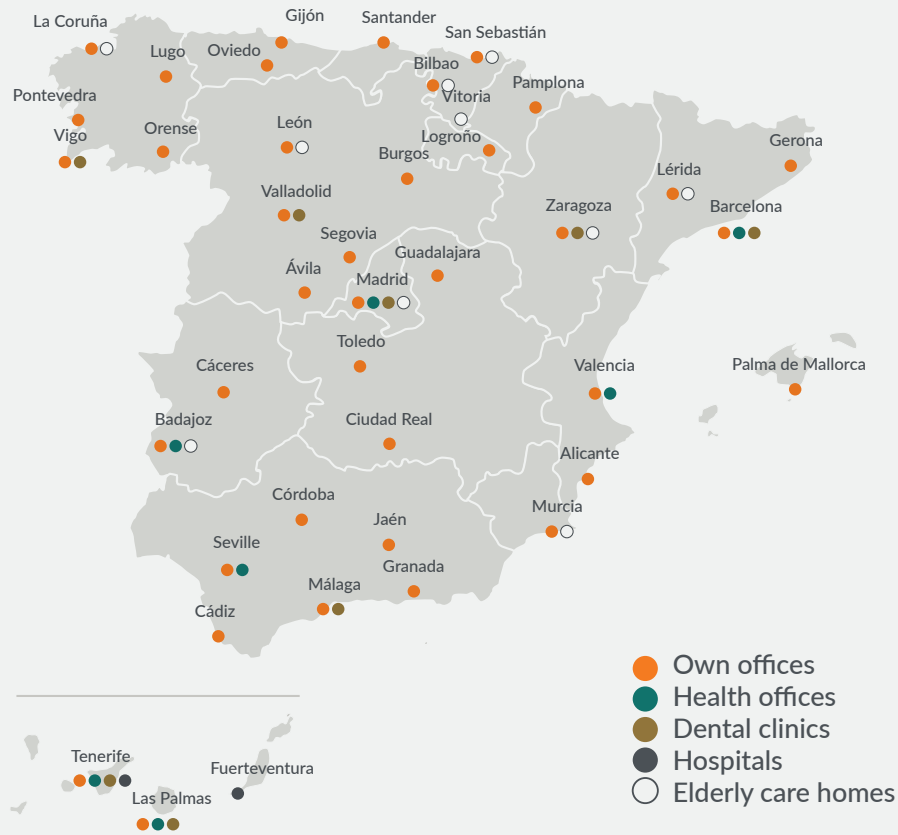 Gijón
La Coruña
Santander
San Sebastián
Lugo
Oviedo
Bilbao
Pamplona
Pontevedra
Vitoria
León
Orense
Vigo
Logroño
Gerona
Burgos
Lérida
Valladolid
Zaragoza
Barcelona
Segovia
Guadalajara
Ávila
Madrid
Toledo
Cáceres
Valencia
Palma de Mallorca
Badajoz
Ciudad Real
Alicante
Córdoba
Murcia
Jaén
Seville
Granada
Málaga
Cádiz
Own offices
Health offices
Dental clinics
Hospitals
Elderly care homes
Tenerife
Fuerteventura
Las Palmas